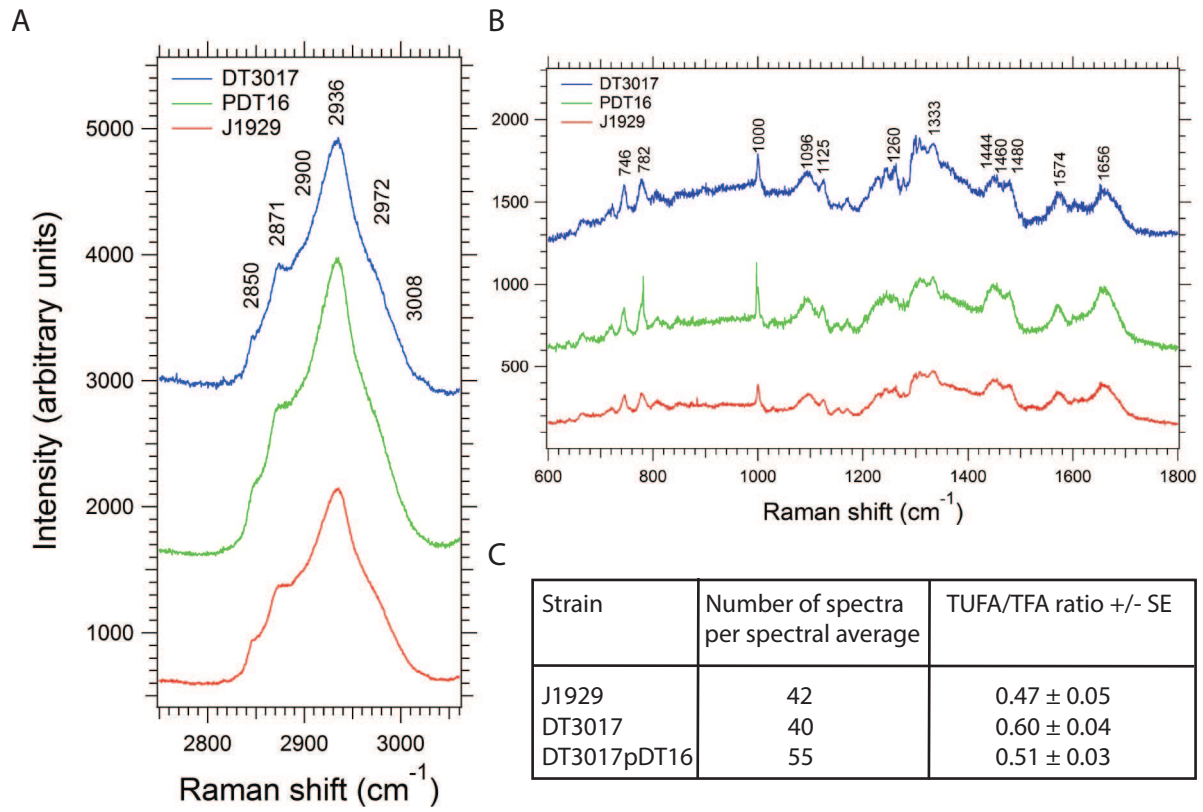 A
DT3017
PDT16
J1929
2850
2871
2900
2936
2972
3008
5000
4000
3000
2000
1000
Intensity (arbitrary units)
2800
2900
3000
Raman shift (cm-1)
B
DT3017
PDT16
J1929
746
782
1000
1096
1125
1260
1333
1444
1460
1480
1574
1656
2000
1500
1000
500
600
800
1000
1200
1400
1600
1800
Raman shift (cm-1)
C
Strain Number of spectra TUFA/TFA ratio +/- SE
per spectral average
J1929 42 0.47 ± 0.05
DT3017 40 0.60 ± 0.04
DT3017pDT16 55 0.51 ± 0.03